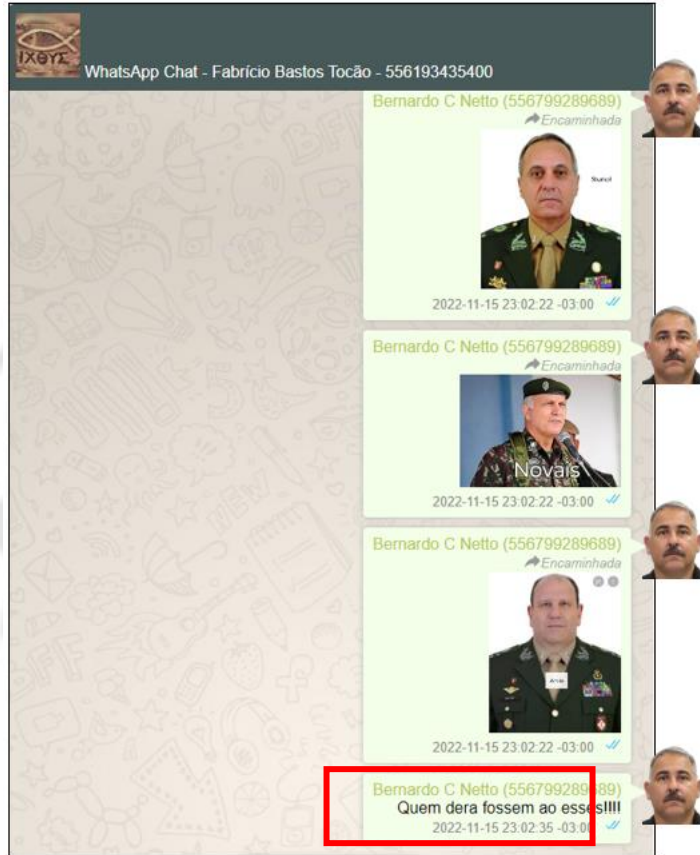 ΙΧΘΥΣ
WhatsApp Chat - Fabrício Bastos Tocão - 556193435400
Bernardo C Netto (556799289689)
Encaminhada
2022-11-15 23:02:22 -03:00
Bernardo C Netto (556799289689)
Encaminhada
Novais
2022-11-15 23:02:22 -03:00
Bernardo C Netto (556799289689)
Encaminhada
2022-11-15 23:02:22 -03:00
Bernardo C Netto (556799289689)
Quem dera fossem ao esses!!!!
2022-11-15 23:02:35 -03:00